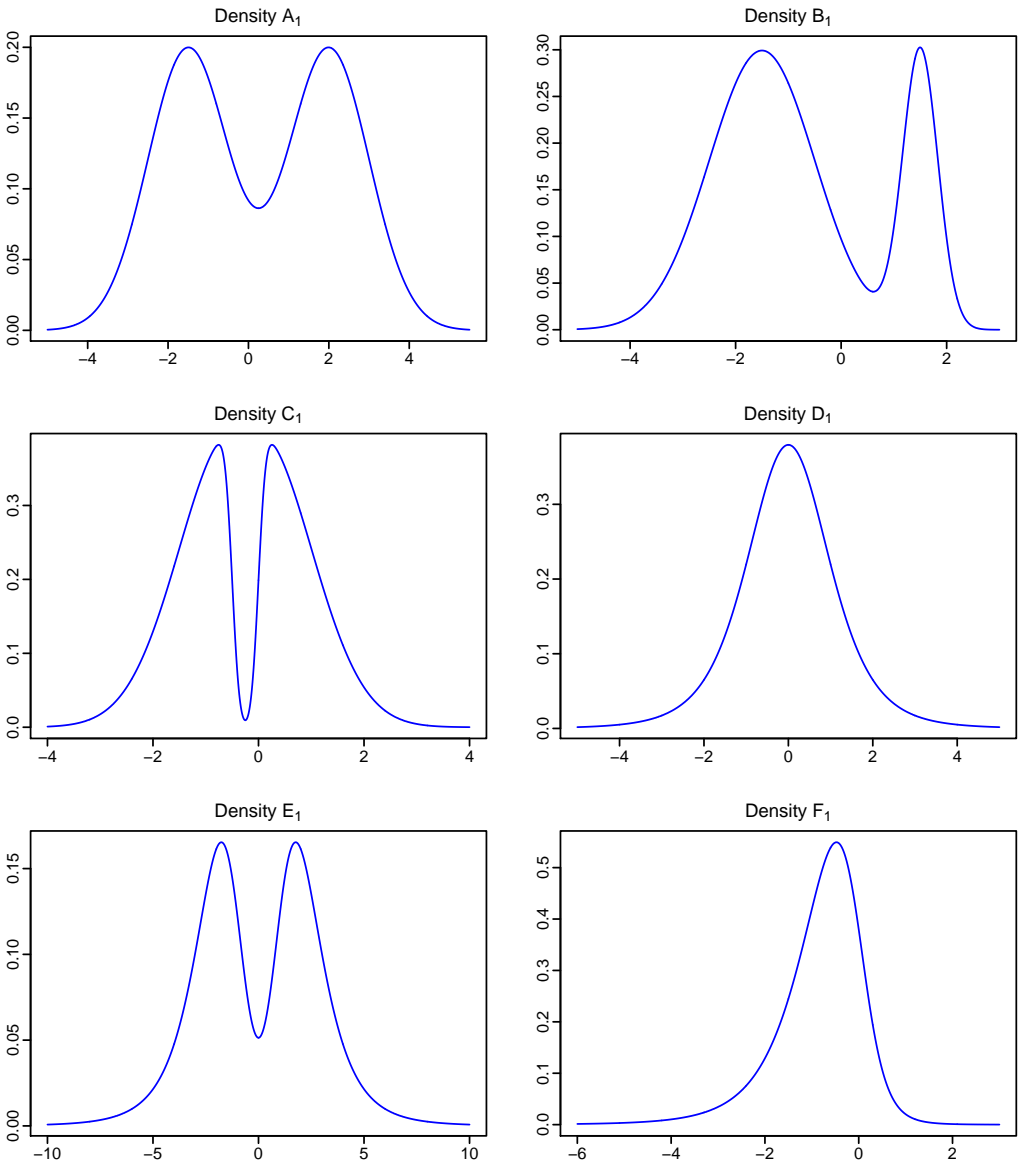 Density A₁
0.00 0.05 0.10 0.15 0.20
−4 −2 0 2 4
Density B₁
0.00 0.05 0.10 0.15 0.20 0.25 0.30
−4 −2 0 2
Density C₁
0.0 0.1 0.2 0.3
−4 −2 0 2 4
Density D₁
0.0 0.1 0.2 0.3
−4 −2 0 2 4
Density E₁
0.00 0.05 0.10 0.15
−10 −5 0 5 10
Density F₁
0.0 0.1 0.2 0.3 0.4 0.5
−6 −4 −2 0 2